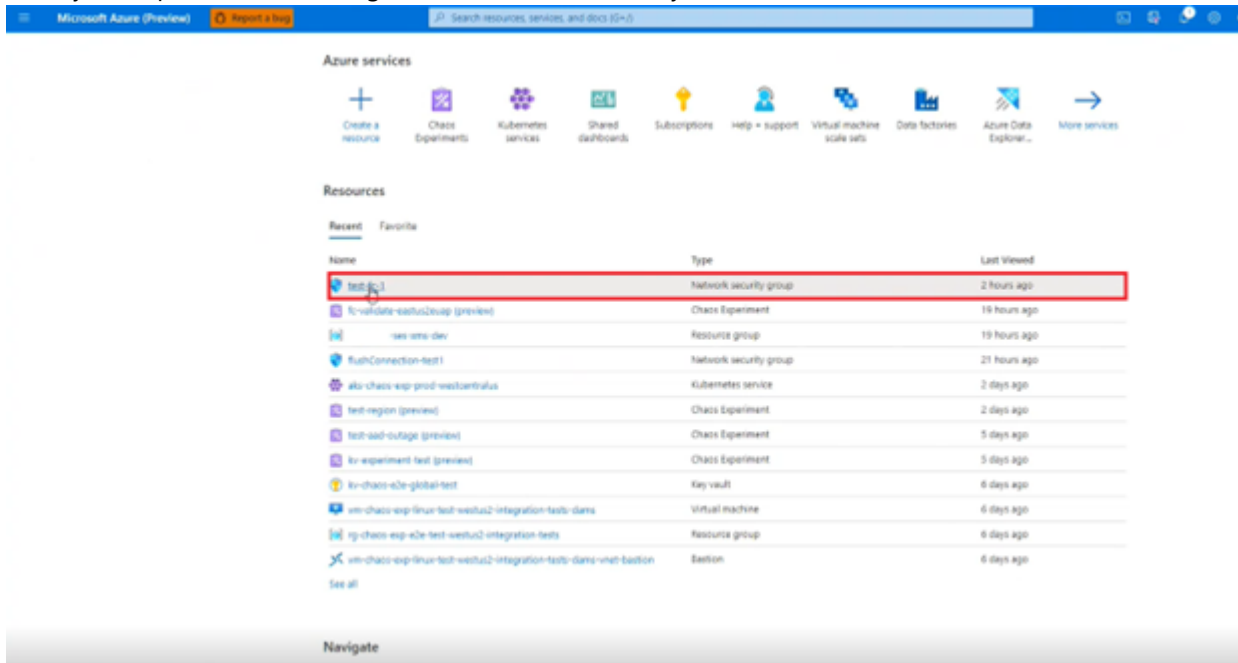 Microsoft Azure (Preview) Report a bug Search resources, services, and docs (G+/)
Azure services
Create a resource
Chaos Experiments
Kubernetes services
Shared dashboards
Subscriptions
Help + support
Virtual machine scale sets
Data factories
Azure Data Explorer...
More services
Resources
Recent Favorite
Name Type Last Viewed
Network security group 2 hours ago
fc-validate-eastus2euap (preview) Chaos Experiment 19 hours ago
-ses-sms-dev Resource group 19 hours ago
flushConnection-test1 Network security group 21 hours ago
aks-chaos-exp-prod-westcentralus Kubernetes service 2 days ago
test-region (preview) Chaos Experiment 2 days ago
test-aad-outage (preview) Chaos Experiment 5 days ago
kv-experiment-test (preview) Chaos Experiment 5 days ago
kv-chaos-e2e-global-test Key vault 6 days ago
vm-chaos-exp-linux-test-westus2-integration-tests-dams Virtual machine 6 days ago
rg-chaos-exp-e2e-test-westus2-integration-tests Resource group 6 days ago
vm-chaos-exp-linux-test-westus2-integration-tests-dams-vnet-bastion Bastion 6 days ago
See all
Navigate